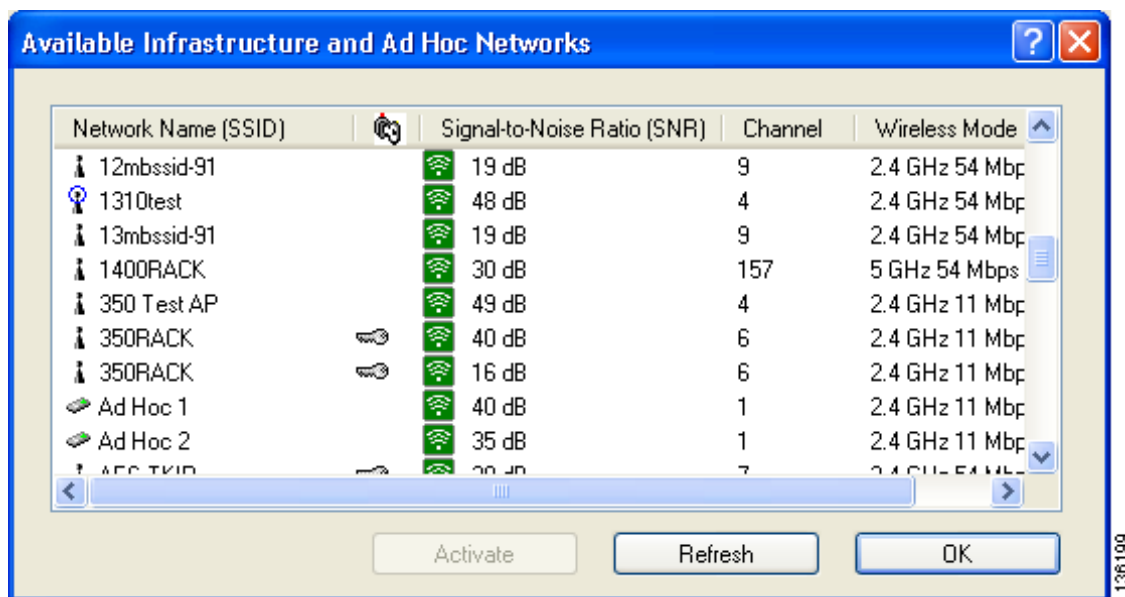 Available Infrastructure and Ad Hoc Networks
Network Name (SSID) Signal-to-Noise Ratio (SNR) Channel Wireless Mode
12mbssid-91 19 dB 9 2.4 GHz 54 Mbp
1310test 48 dB 4 2.4 GHz 54 Mbp
13mbssid-91 19 dB 9 2.4 GHz 54 Mbp
1400RACK 30 dB 157 5 GHz 54 Mbps
350 Test AP 49 dB 4 2.4 GHz 11 Mbp
350RACK 40 dB 6 2.4 GHz 11 Mbp
350RACK 16 dB 6 2.4 GHz 11 Mbp
Ad Hoc 1 40 dB 1 2.4 GHz 11 Mbp
Ad Hoc 2 35 dB 1 2.4 GHz 11 Mbp
Activate Refresh OK
136199